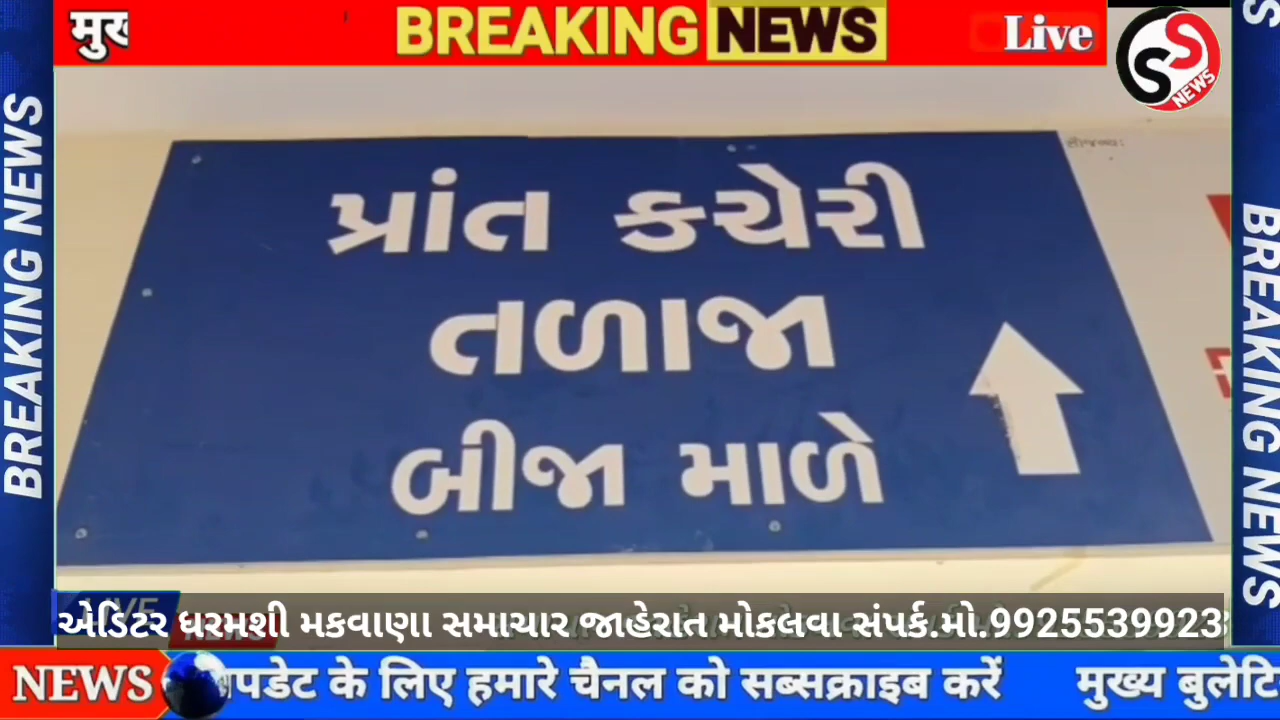 BREAKING NEWS
Live
SS NEWS
પ્રાંત કચેરી
તળાજા
બીજા માળે
એડિટર ધરમશી મકવાણા સમાચાર જાહેરાત મોકલવા સંપર્ક.મો.9925539923
NEWS
के लिए हमारे चैनल को सब्सक्राइब करें मुख्य
BREAKING NEWS
BREAKING NEWS